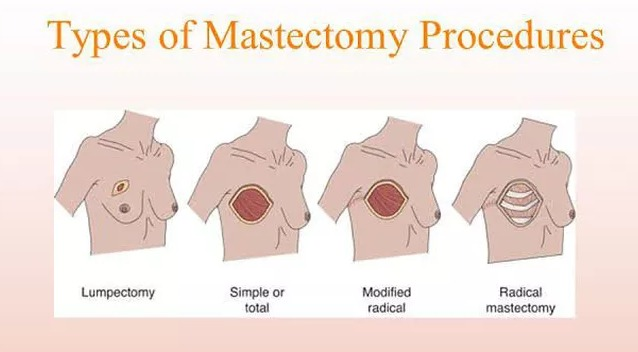 Types of Mastectomy Procedures
Lumpectomy
Simple or
total
Modified
radical
Radical
mastectomy